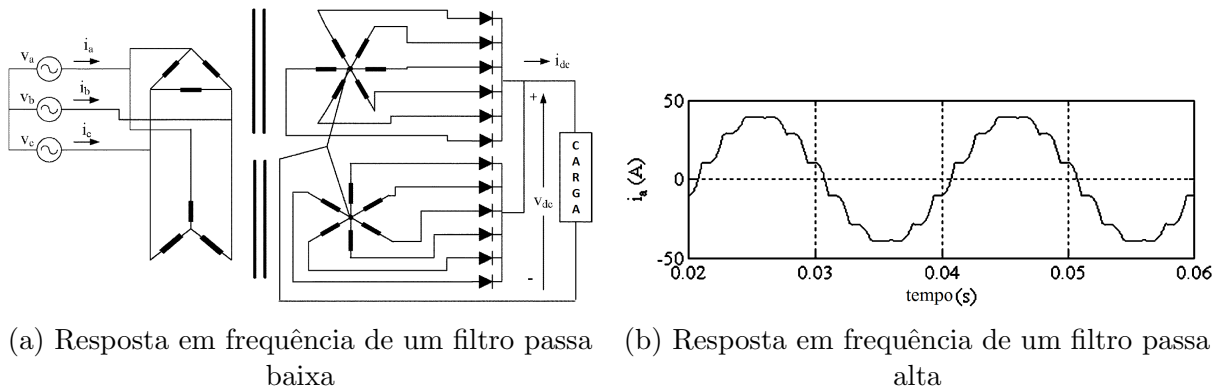 v_a
i_a
v_b
i_b
v_c
i_c
i_dc
+
v_dc
-
CARGA
50
0
-50
i_a (A)
0.02
0.03
0.04
0.05
0.06
tempo(s)
(a) Resposta em frequência de um filtro passa
baixa
(b) Resposta em frequência de um filtro passa
alta